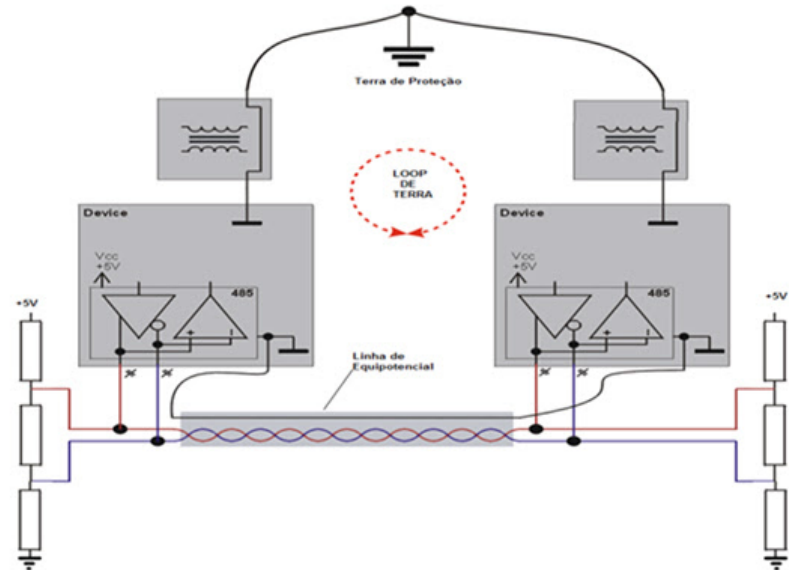 Terra de Proteção
LOOP
DE
TERRA
Device
Vcc
+5V
485
Device
Vcc
+5V
485
+5V
+5V
+
-
+
-
Linha de
Equipotencial